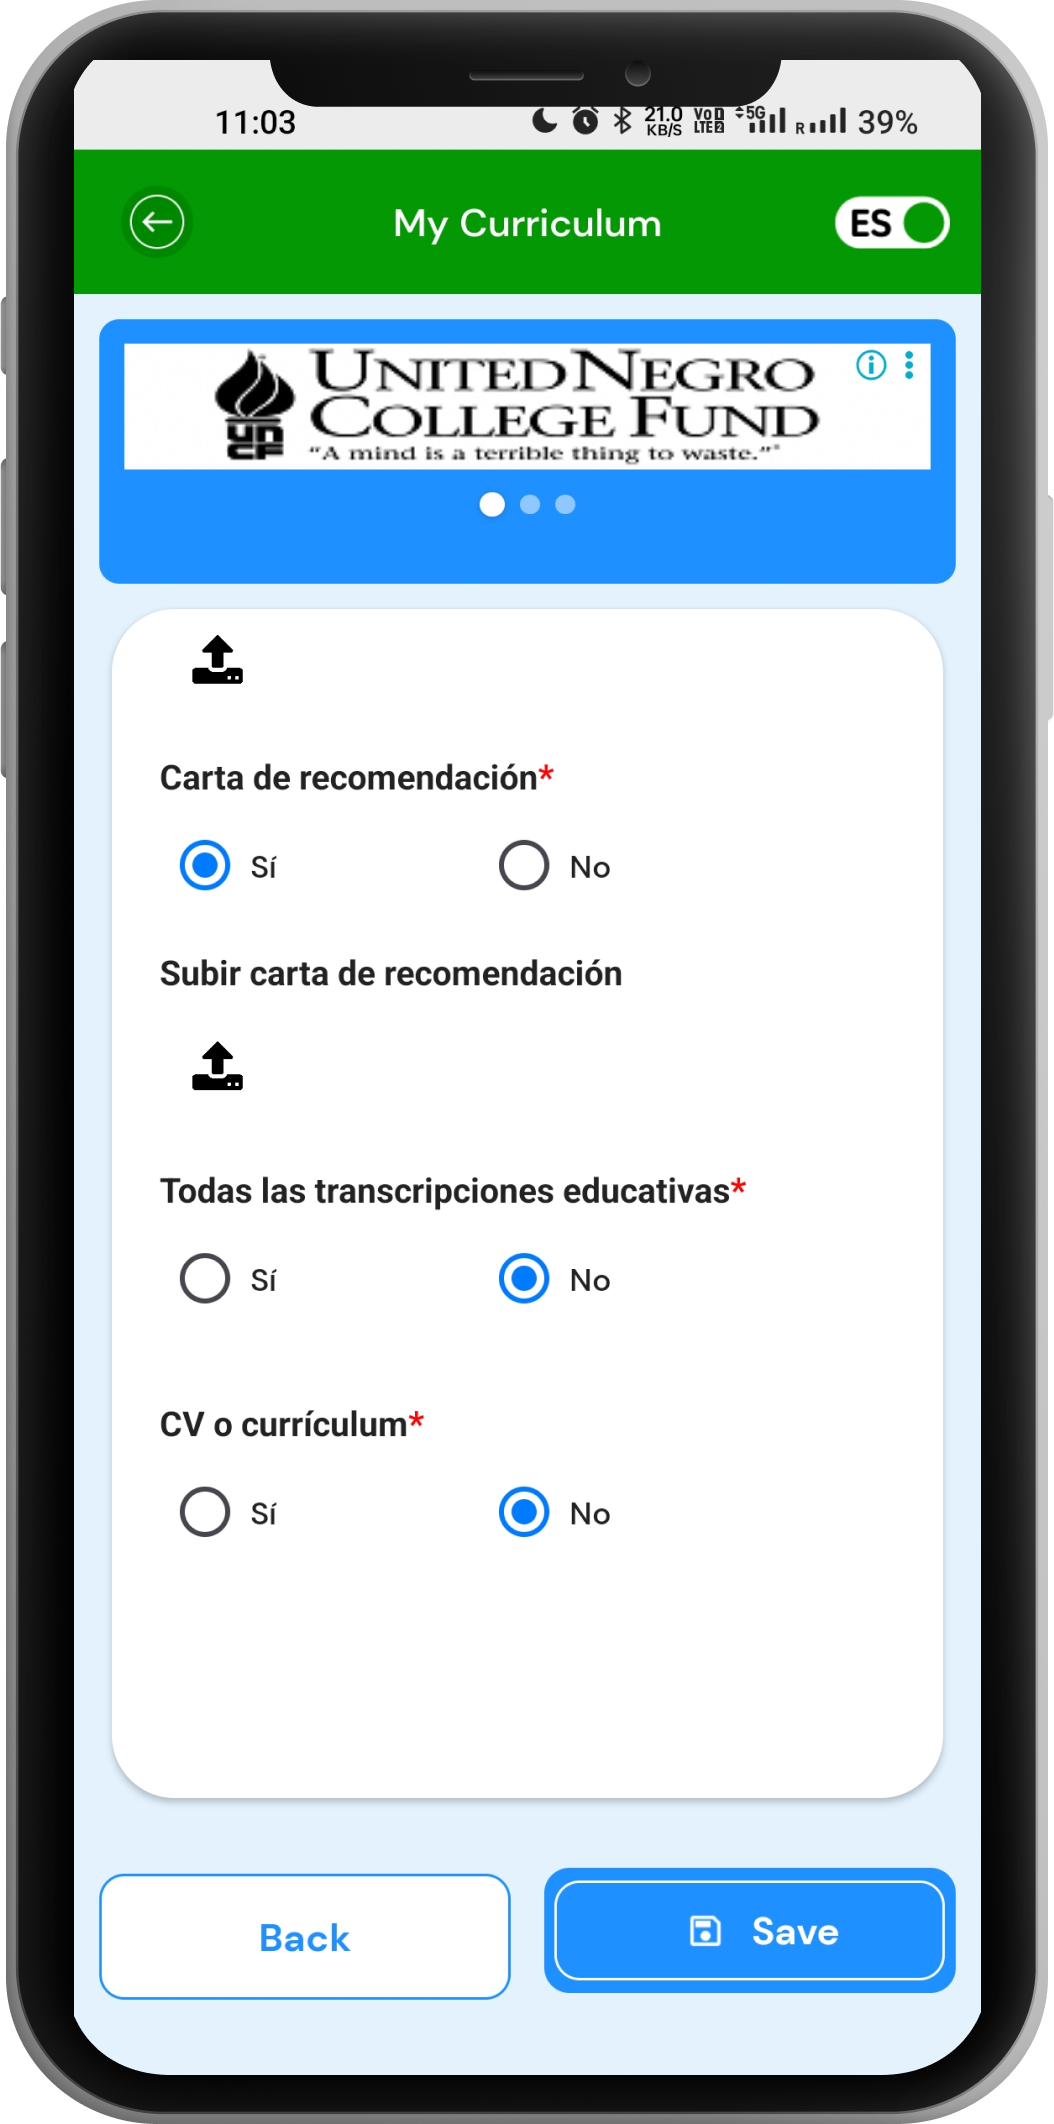 11:03 21.0 KB/S Vo LTE2 5G R 39%
My Curriculum ES
UNITED NEGRO
COLLEGE FUND
UNCF
“A mind is a terrible thing to waste.”®
Carta de recomendación*
Sí No
Subir carta de recomendación
Todas las transcripciones educativas*
Sí No
CV o currículum*
Sí No
Back Save